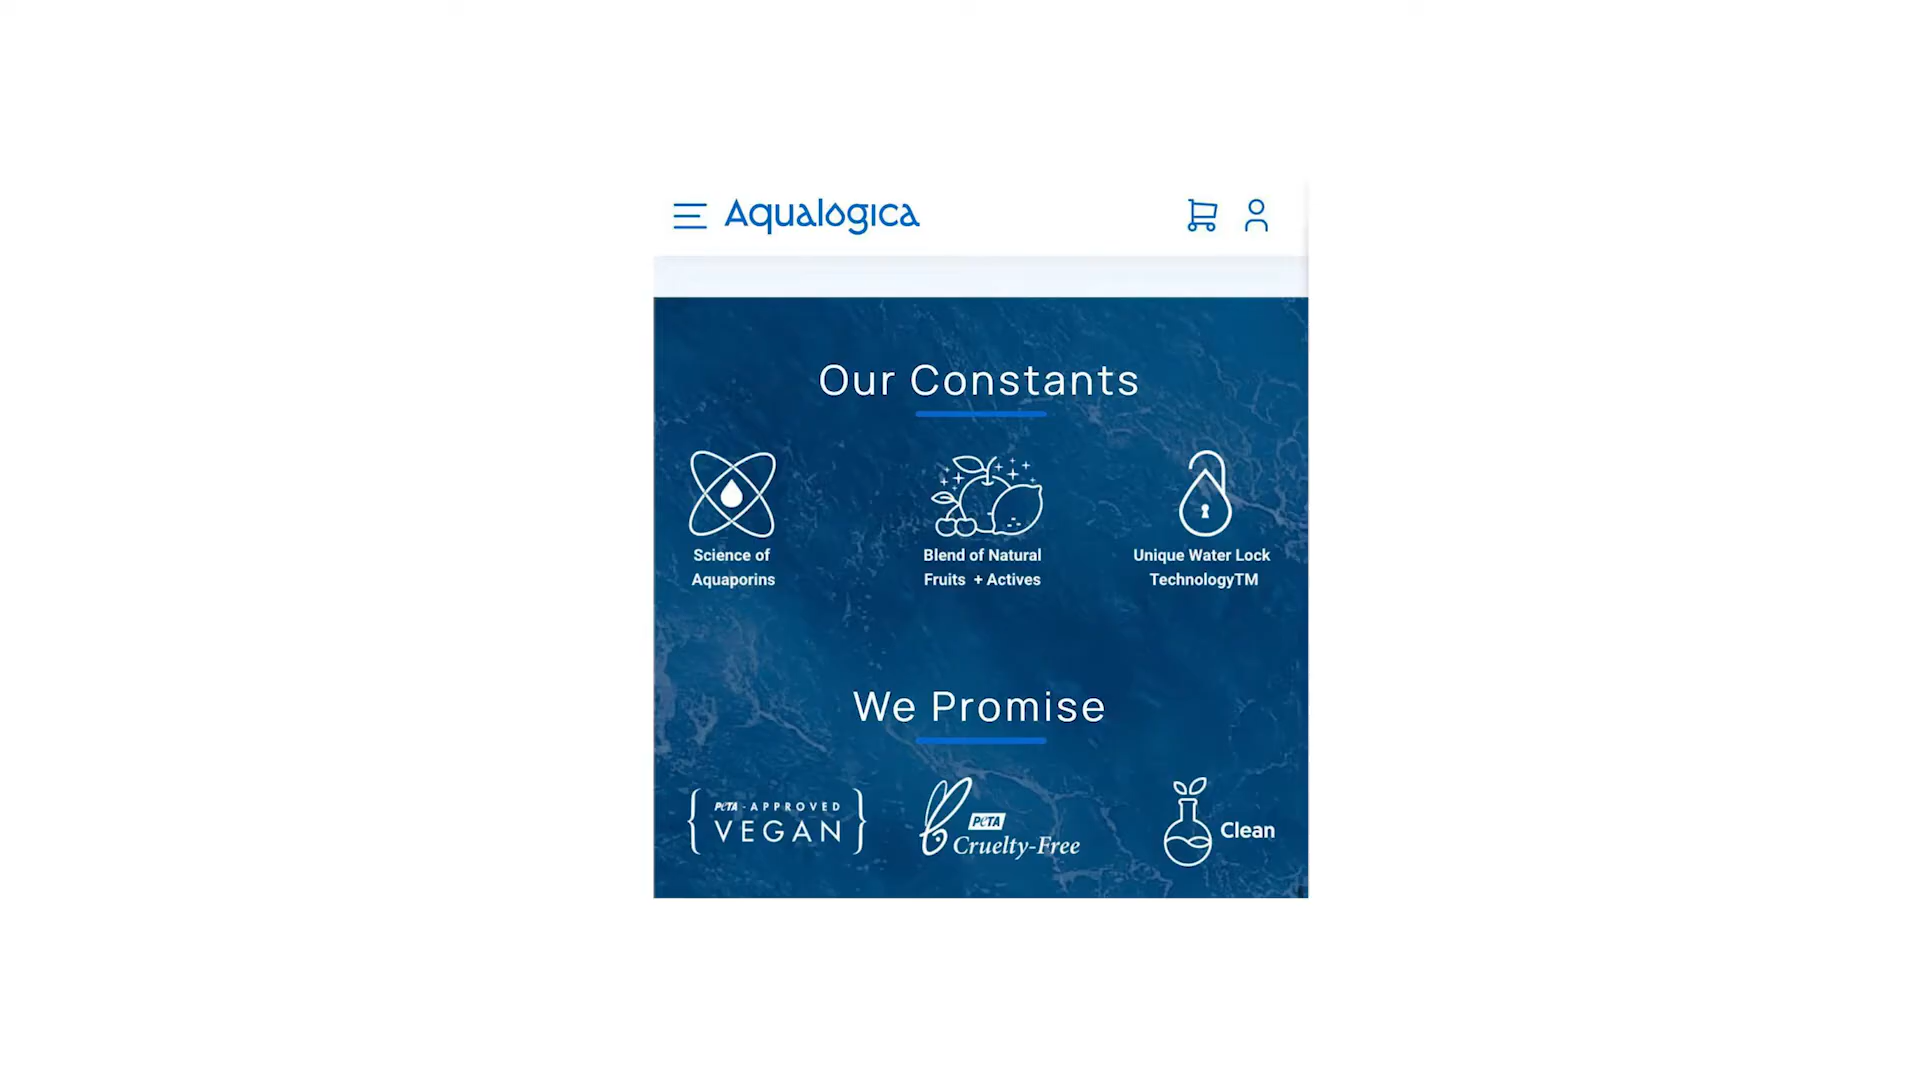 Aqualogica
Our Constants
Science of
Aquaporins
Blend of Natural
Fruits + Actives
Unique Water Lock
TechnologyTM
We Promise
PeTA - APPROVED
VEGAN
PeTA
Cruelty-Free
Clean